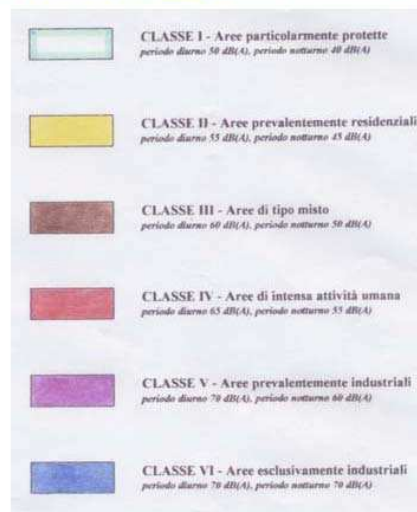 CLASSE I - Aree particolarmente protette
periodo diurno 50 dB(A), periodo notturno 40 dB(A)
CLASSE II - Aree prevalentemente residenziali
periodo diurno 55 dB(A), periodo notturno 45 dB(A)
CLASSE III - Aree di tipo misto
periodo diurno 60 dB(A), periodo notturno 50 dB(A)
CLASSE IV - Aree di intensa attività umana
periodo diurno 65 dB(A), periodo notturno 55 dB(A)
CLASSE V - Aree prevalentemente industriali
periodo diurno 70 dB(A), periodo notturno 60 dB(A)
CLASSE VI - Aree esclusivamente industriali
periodo diurno 70 dB(A), periodo notturno 70 dB(A)